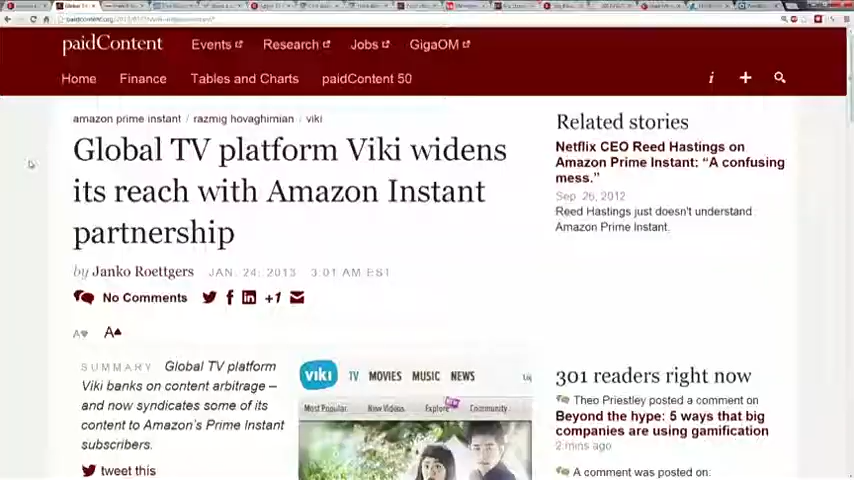 paidContent
Events
Research
Jobs
GigaOM
Home
Finance
Tables and Charts
paidContent 50
amazon prime instant / razmig hovaghimian / viki
Global TV platform Viki widens
its reach with Amazon Instant
partnership
by Janko Roettgers JAN. 24, 2013 3:01 AM EST
No Comments
+1
A A
SUMMARY Global TV platform
Viki banks on content arbitrage –
and now syndicates some of its
content to Amazon's Prime Instant
subscribers.
tweet this
viki TV MOVIES MUSIC NEWS
Most Popular New Videos Explore Community
NEW
Related stories
Netflix CEO Reed Hastings on
Amazon Prime Instant: “A confusing
mess.”
Sep. 26, 2012
Reed Hastings just doesn't understand
Amazon Prime Instant.
301 readers right now
Theo Priestley posted a comment on
Beyond the hype: 5 ways that big
companies are using gamification
2 mins ago
A comment was posted on: